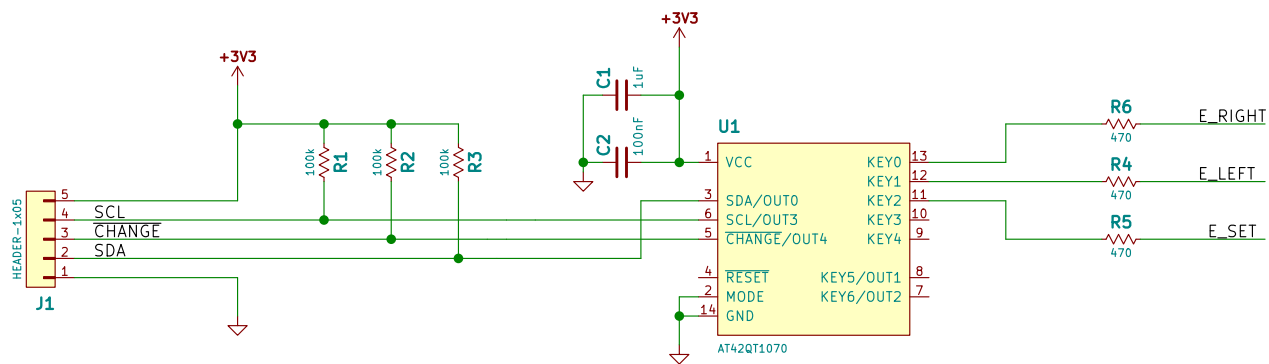 +3V3
100k
R1
100k
R2
100k
R3
HEADER-1x05
5
4
3
2
1
SCL
CHANGE
SDA
J1
+3V3
C1
1uF
C2
100nF
U1
1 VCC
3 SDA/OUT0
6 SCL/OUT3
5 CHANGE/OUT4
4 RESET
2 MODE
14 GND
KEY0 13
KEY1 12
KEY2 11
KEY3 10
KEY4 9
KEY5/OUT1 8
KEY6/OUT2 7
AT42QT1070
R6
470
E_RIGHT
R4
470
E_LEFT
R5
470
E_SET